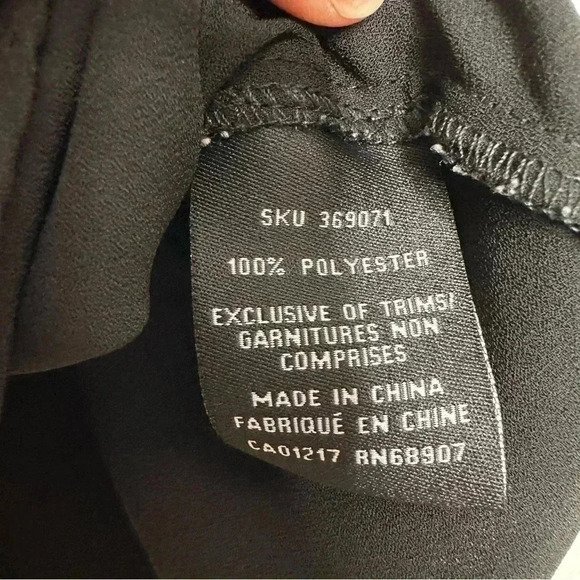 SKU 369071
100% POLYESTER
EXCLUSIVE OF TRIMS/
GARNITURES NON
COMPRISES
MADE IN CHINA
FABRIQUÉ EN CHINE
CA01217 RN68907